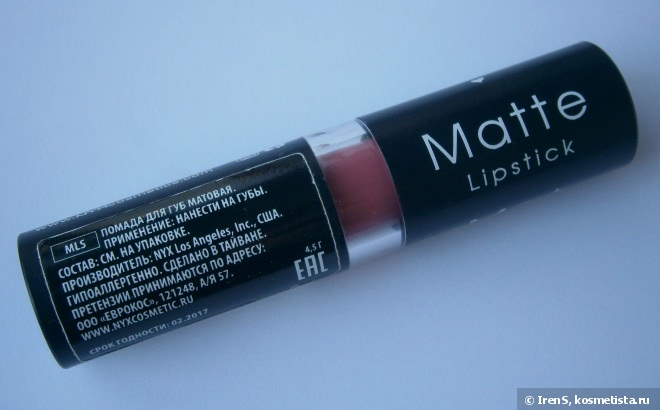 Matte
Lipstick
MLS
ПОМАДА ДЛЯ ГУБ МАТОВАЯ.
ПРИМЕНЕНИЕ: НАНЕСТИ НА ГУБЫ.
СОСТАВ: СМ. НА УПАКОВКЕ.
ПРОИЗВОДИТЕЛЬ: NYX Los Angeles, Inc., США.
ГИПОАЛЛЕРГЕННО. СДЕЛАНО В ТАЙВАНЕ.
ПРЕТЕНЗИИ ПРИНИМАЮТСЯ ПО АДРЕСУ:
ООО «ЕВРОКОС», 121248, А/Я 57.
WWW.NYXCOSMETIC.RU
СРОК ГОДНОСТИ: 02.2017
4,5 Г
EAC
© IrenS, kosmetista.ru